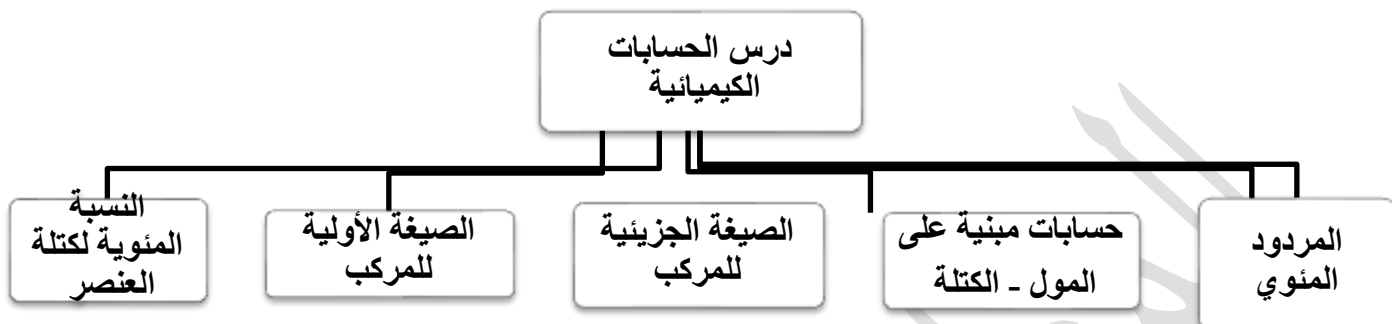 درس الحسابات
الكيميائية
المردود
المئوي
حسابات مبنية على
المول - الكتلة
الصيغة الجزيئية
للمركب
الصيغة الأولية
للمركب
النسبة
المئوية لكتلة
العنصر